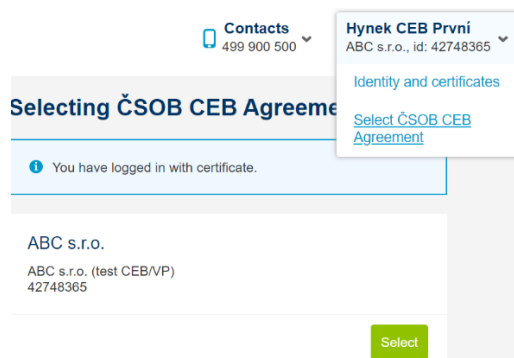 Contacts
499 900 500
Hynek CEB První
ABC s.r.o., id: 42748365
Identity and certificates
Select ČSOB CEB
Agreement
Selecting ČSOB CEB Agreeme
You have logged in with certificate.
ABC s.r.o.
ABC s.r.o. (test CEB/VP)
42748365
Select